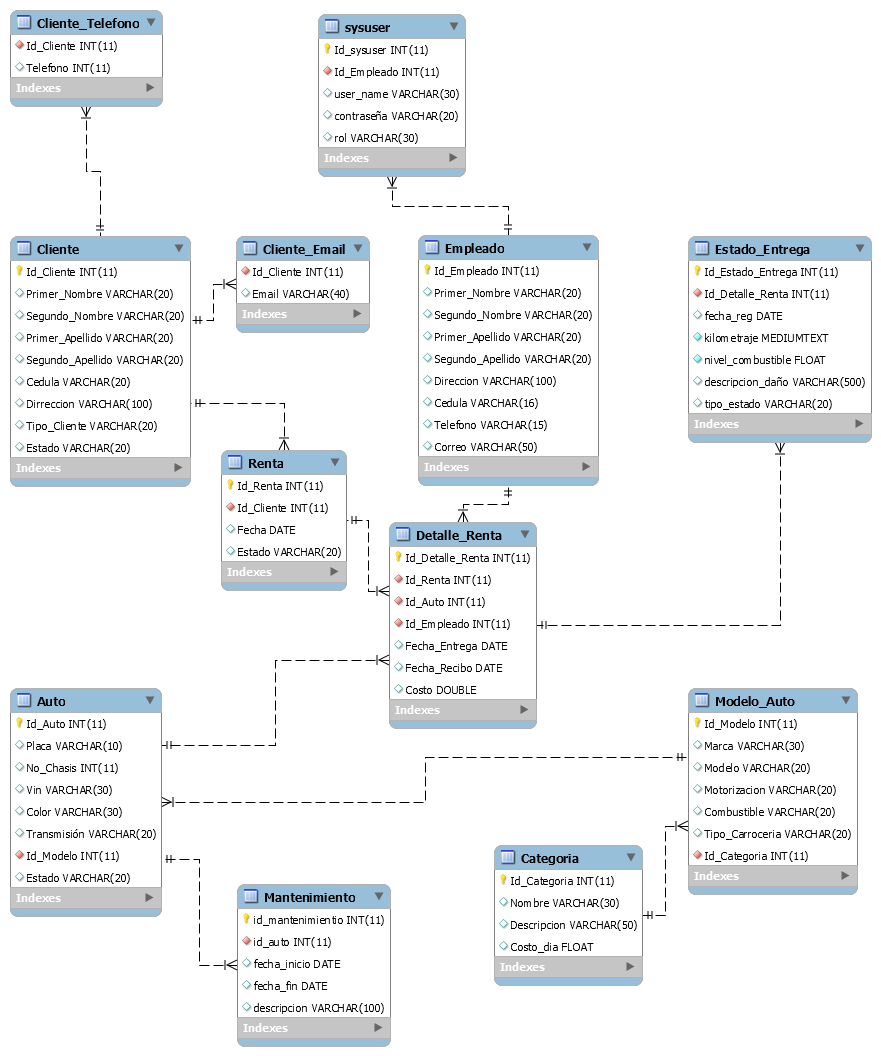 Cliente_Telefono
Id_Cliente INT(11)
Telefono INT(11)
Indexes
sysuser
Id_sysuser INT(11)
Id_Empleado INT(11)
user_name VARCHAR(30)
contraseña VARCHAR(20)
rol VARCHAR(30)
Indexes
Cliente
Id_Cliente INT(11)
Primer_Nombre VARCHAR(20)
Segundo_Nombre VARCHAR(20)
Primer_Apellido VARCHAR(20)
Segundo_Apellido VARCHAR(20)
Cedula VARCHAR(20)
Dirreccion VARCHAR(100)
Tipo_Cliente VARCHAR(20)
Estado VARCHAR(20)
Indexes
Cliente_Email
Id_Cliente INT(11)
Email VARCHAR(40)
Indexes
Empleado
Id_Empleado INT(11)
Primer_Nombre VARCHAR(20)
Segundo_Nombre VARCHAR(20)
Primer_Apellido VARCHAR(20)
Segundo_Apellido VARCHAR(20)
Direccion VARCHAR(100)
Cedula VARCHAR(16)
Telefono VARCHAR(15)
Correo VARCHAR(50)
Indexes
Estado_Entrega
Id_Estado_Entrega INT(11)
Id_Detalle_Renta INT(11)
fecha_reg DATE
kilometraje MEDIUMTEXT
nivel_combustible FLOAT
descripcion_daño VARCHAR(500)
tipo_estado VARCHAR(20)
Indexes
Renta
Id_Renta INT(11)
Id_Cliente INT(11)
Fecha DATE
Estado VARCHAR(20)
Indexes
Detalle_Renta
Id_Detalle_Renta INT(11)
Id_Renta INT(11)
Id_Auto INT(11)
Id_Empleado INT(11)
Fecha_Entrega DATE
Fecha_Recibo DATE
Costo DOUBLE
Indexes
Auto
Id_Auto INT(11)
Placa VARCHAR(10)
No_Chasis INT(11)
Vin VARCHAR(30)
Color VARCHAR(30)
Transmisión VARCHAR(20)
Id_Modelo INT(11)
Estado VARCHAR(20)
Indexes
Modelo_Auto
Id_Modelo INT(11)
Marca VARCHAR(30)
Modelo VARCHAR(20)
Motorizacion VARCHAR(20)
Combustible VARCHAR(20)
Tipo_Carroceria VARCHAR(20)
Id_Categoria INT(11)
Indexes
Categoria
Id_Categoria INT(11)
Nombre VARCHAR(30)
Descripcion VARCHAR(50)
Costo_dia FLOAT
Indexes
Mantenimiento
id_mantenimientio INT(11)
id_auto INT(11)
fecha_inicio DATE
fecha_fin DATE
descripcion VARCHAR(100)
Indexes